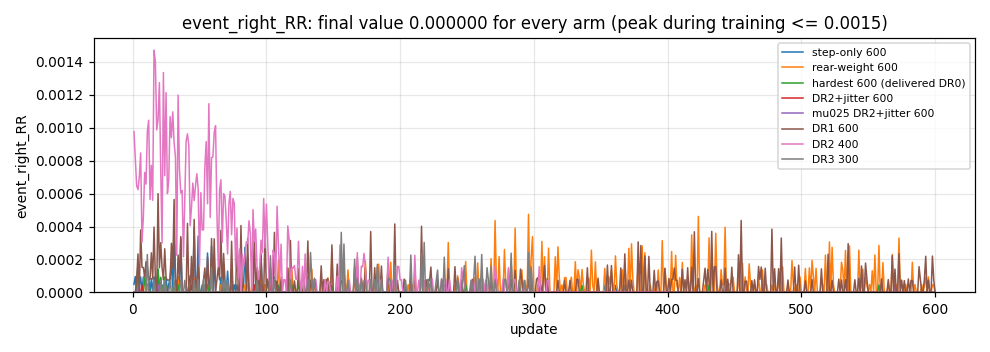 event_right_RR: final value 0.000000 for every arm (peak during training <= 0.0015)
event_right_RR
0.0014
0.0012
0.0010
0.0008
0.0006
0.0004
0.0002
0.0000
step-only 600
rear-weight 600
hardest 600 (delivered DR0)
DR2+jitter 600
mu025 DR2+jitter 600
DR1 600
DR2 400
DR3 300
0 100 200 300 400 500 600
update